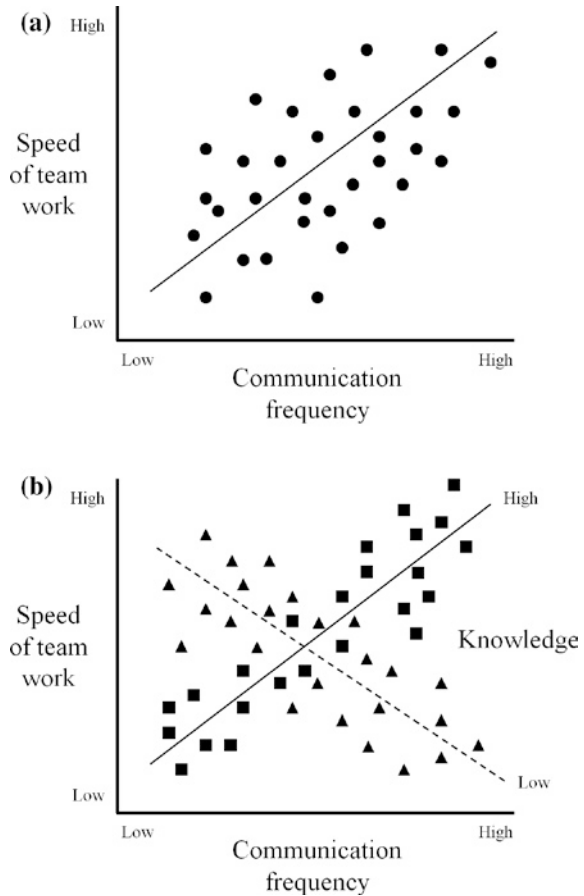 (a)
High
Speed
of team
work
Low
Low
High
Communication
frequency
(b)
High
High
Speed
of team
work
Knowledge
Low
Low
Low
High
Communication
frequency